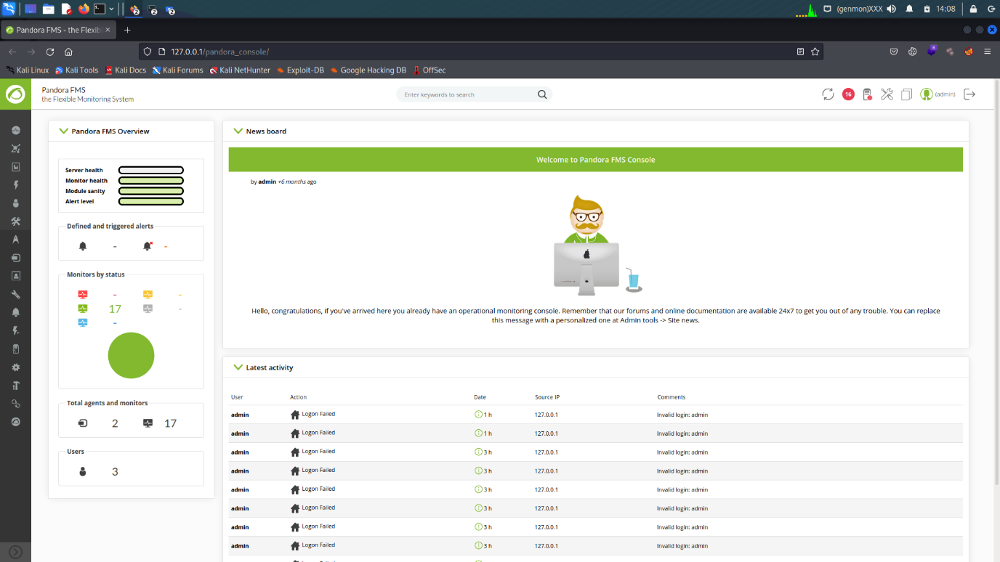 2
2
2
(genmon)XXX
14:08
Pandora FMS - the Flexibl
127.0.0.1/pandora_console/
6
Kali Linux
Kali Tools
Kali Docs
Kali Forums
Kali NetHunter
Exploit-DB
Google Hacking DB
OffSec
Pandora FMS
the Flexible Monitoring System
Enter keywords to search
16
(admin)
Pandora FMS Overview
Server health
Monitor health
Module sanity
Alert level
Defined and triggered alerts
-
-
Monitors by status
-
-
17
-
-
Total agents and monitors
2
17
Users
3
News board
Welcome to Pandora FMS Console
by admin +6 months ago
Hello, congratulations, if you've arrived here you already have an operational monitoring console. Remember that our forums and online documentation are available 24x7 to get you out of any trouble. You can replace
this message with a personalized one at Admin tools -> Site news.
Latest activity
User Action Date Source IP Comments
admin Logon Failed 1 h 127.0.0.1 Invalid login: admin
admin Logon Failed 1 h 127.0.0.1 Invalid login: admin
admin Logon Failed 3 h 127.0.0.1 Invalid login: admin
admin Logon Failed 3 h 127.0.0.1 Invalid login: admin
admin Logon Failed 3 h 127.0.0.1 Invalid login: admin
admin Logon Failed 3 h 127.0.0.1 Invalid login: admin
admin Logon Failed 3 h 127.0.0.1 Invalid login: admin
admin Logon Failed 3 h 127.0.0.1 Invalid login: admin